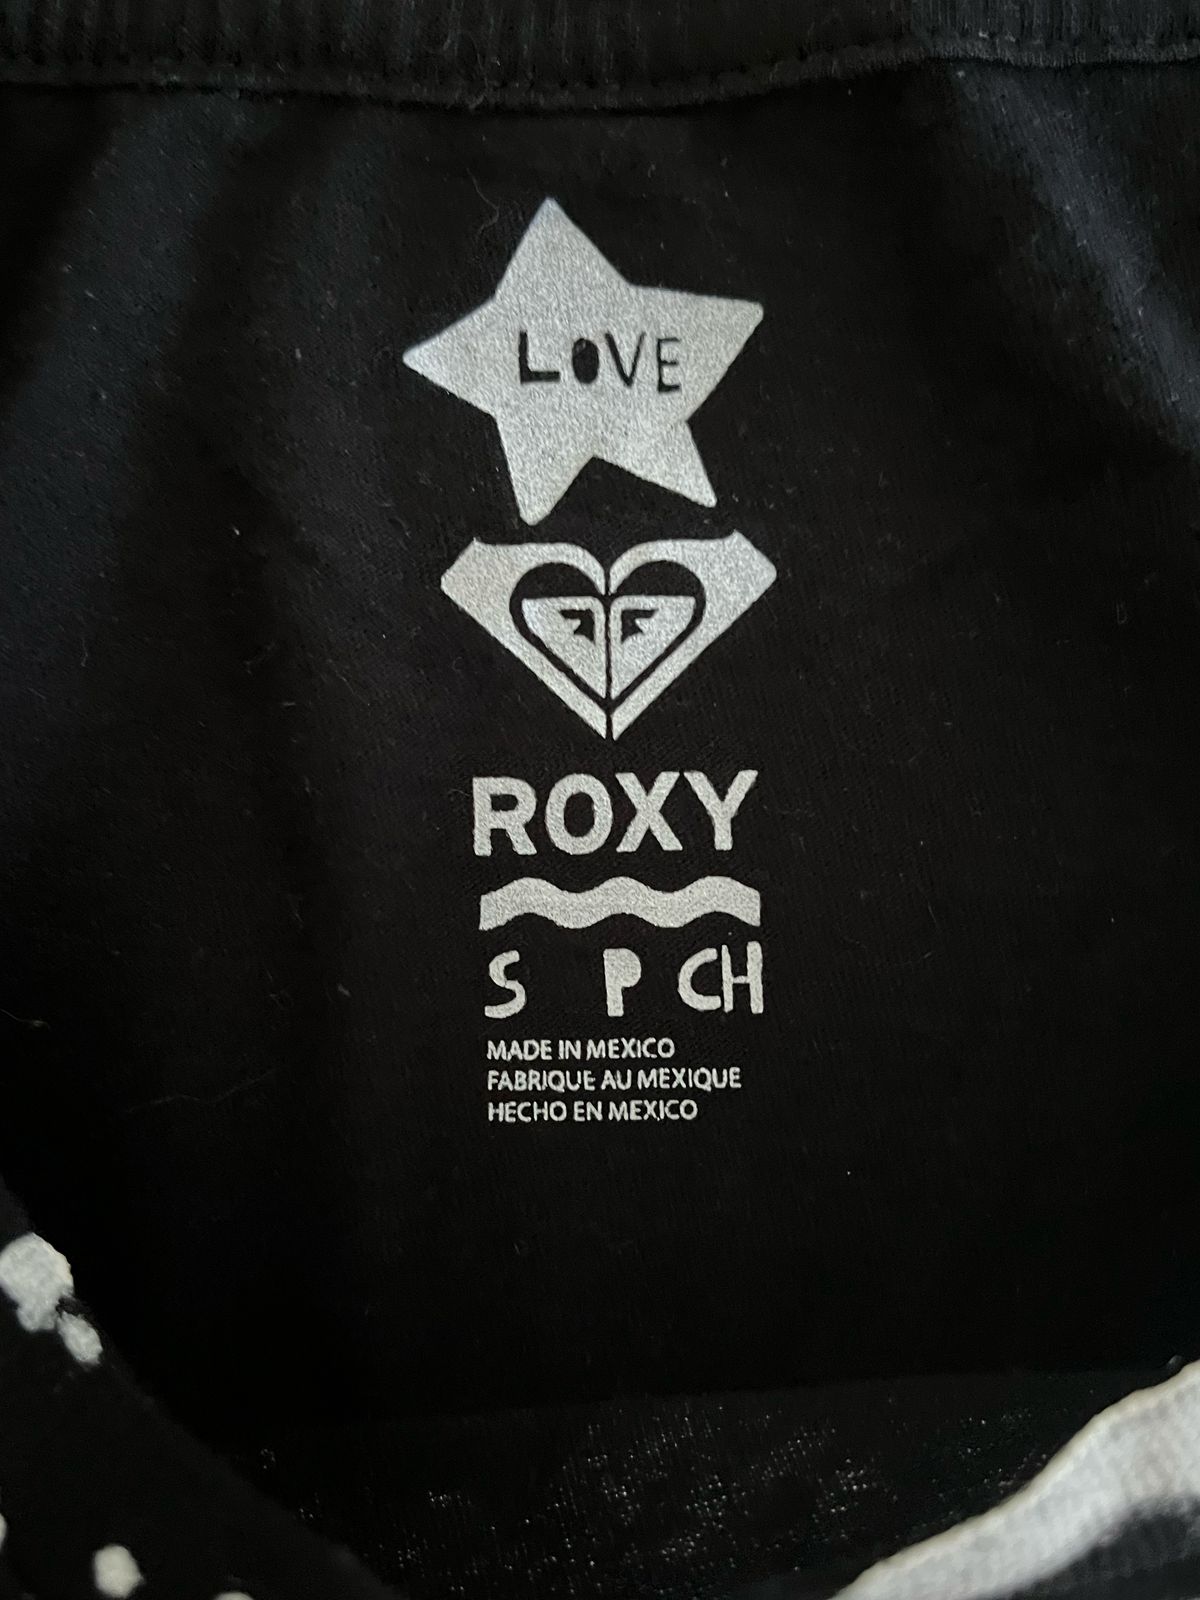 LOVE
ROXY
S P CH
MADE IN MEXICO
FABRIQUE AU MEXIQUE
HECHO EN MEXICO